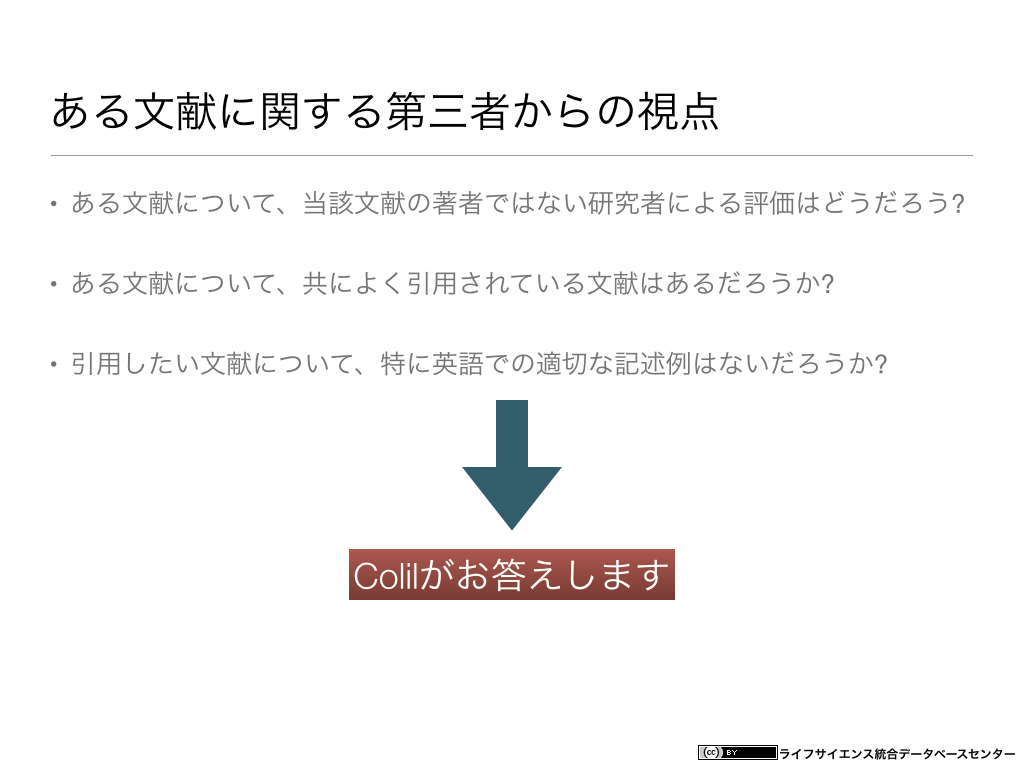 ある文献に関する第三者からの視点
• ある文献について、当該文献の著者ではない研究者による評価はどうだろう?
• ある文献について、共によく引用されている文献はあるだろうか?
• 引用したい文献について、特に英語での適切な記述例はないだろうか?
Colilがお答えします
(cc) BY ライフサイエンス統合データベースセンター